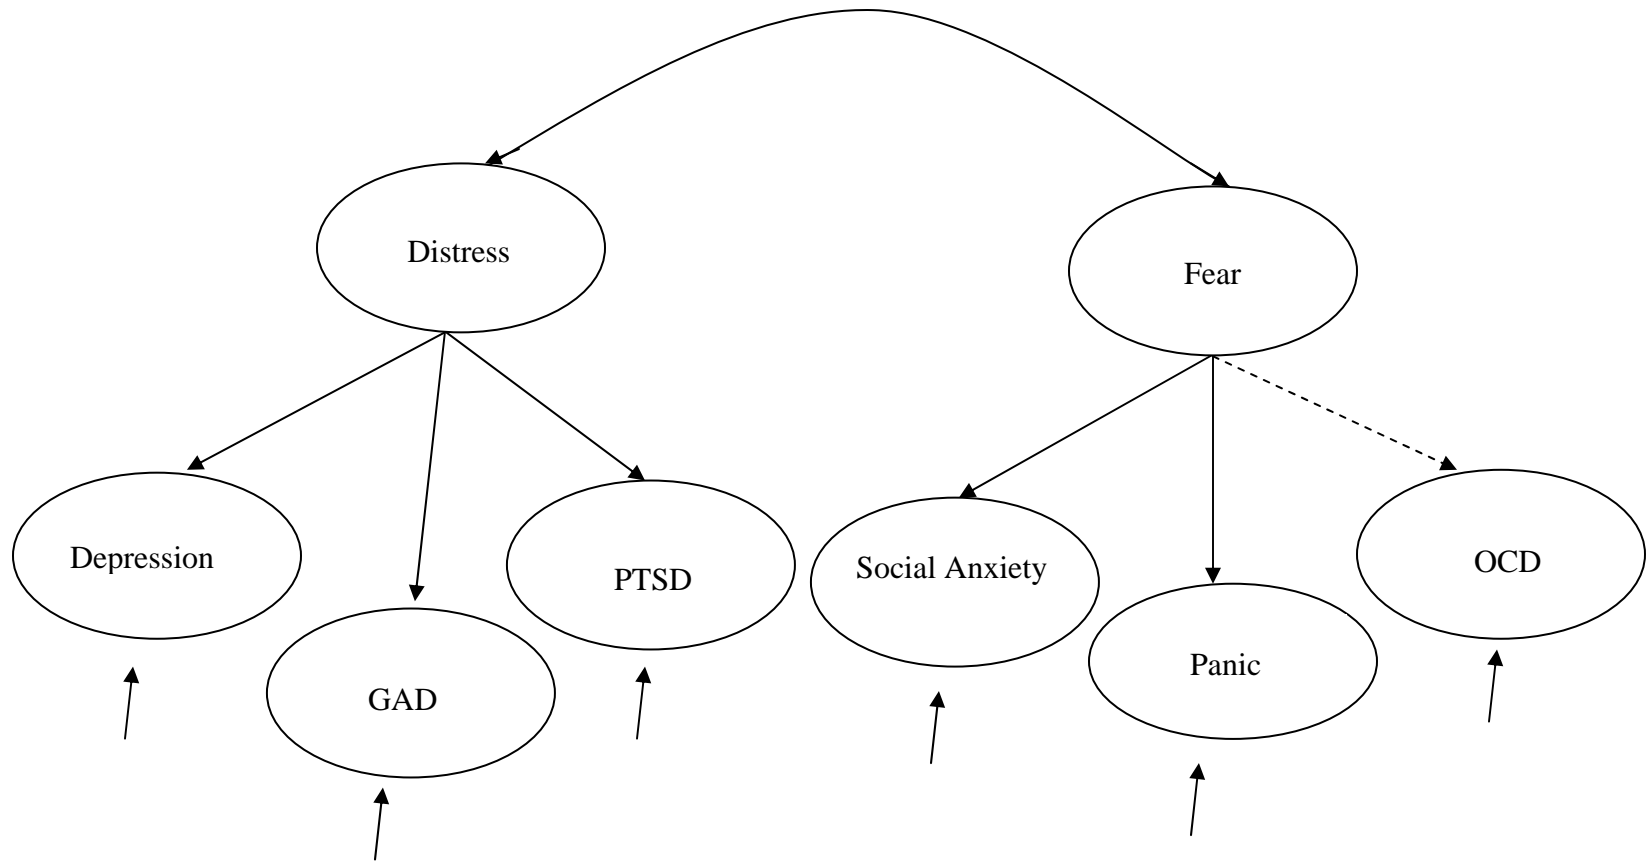 Distress
Fear
Depression
GAD
PTSD
Social Anxiety
Panic
OCD